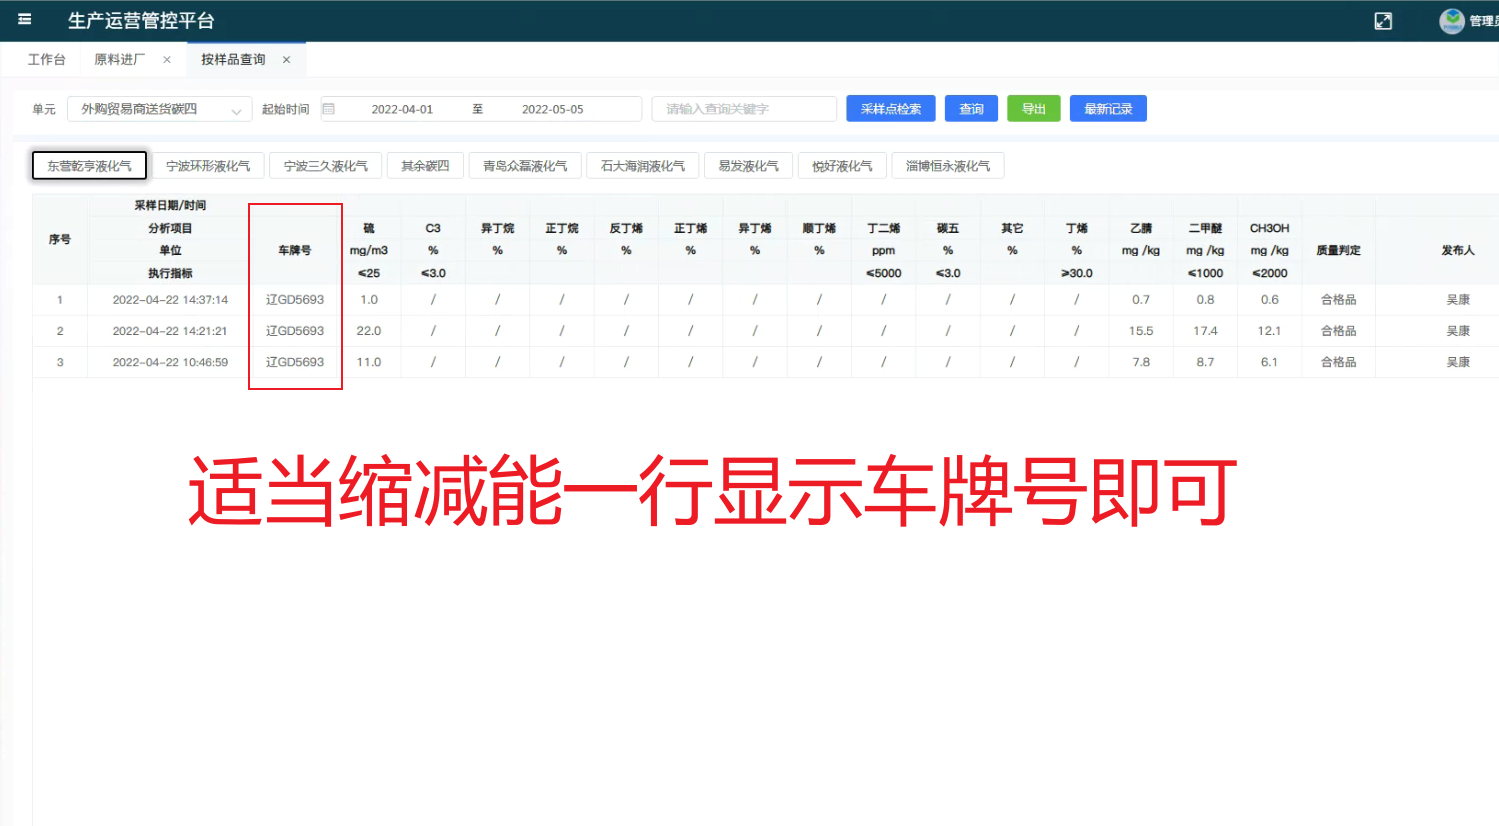 生产运营管控平台
管理员
工作台 原料进厂 × 按样品查询 ×
单元 外购贸易商送货碳四 起始时间 2022-04-01 至 2022-05-05 请输入查询关键字 采样点检索 查询 导出 最新记录
东营乾亨液化气 宁波环形液化气 宁波三久液化气 其余碳四 青岛众磊液化气 石大海润液化气 易发液化气 悦好液化气 淄博恒永液化气
采样日期/时间
分析项目 硫 C3 异丁烷 正丁烷 反丁烯 正丁烯 异丁烯 顺丁烯 丁二烯 碳五 其它 丁烯 乙腈 二甲醚 CH3OH
序号 单位 车牌号 mg/m3 % % % % % % % ppm % % % mg /kg mg /kg mg /kg 质量判定 发布人
执行指标 ≤25 ≤3.0 ≤5000 ≤3.0 ≥30.0 ≤1000 ≤2000
1 2022-04-22 14:37:14 辽GD5693 1.0 / / / / / / / / / / / 0.7 0.8 0.6 合格品 吴康
2 2022-04-22 14:21:21 辽GD5693 22.0 / / / / / / / / / / / 15.5 17.4 12.1 合格品 吴康
3 2022-04-22 10:46:59 辽GD5693 11.0 / / / / / / / / / / / 7.8 8.7 6.1 合格品 吴康
适当缩减能一行显示车牌号即可